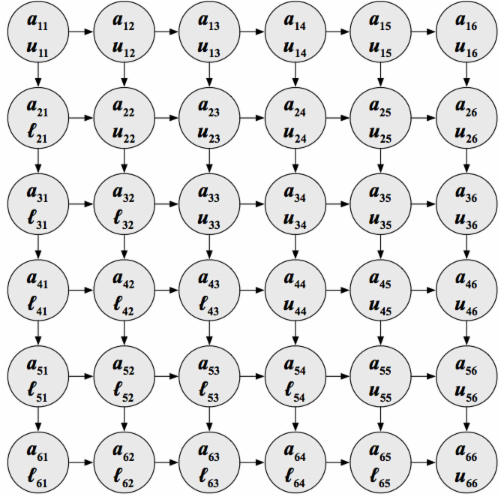 a₁₁ a₁₂ a₁₃ a₁₄ a₁₅ a₁₆
u₁₁ u₁₂ u₁₃ u₁₄ u₁₅ u₁₆
a₂₁ a₂₂ a₂₃ a₂₄ a₂₅ a₂₆
ℓ₂₁ u₂₂ u₂₃ u₂₄ u₂₅ u₂₆
a₃₁ a₃₂ a₃₃ a₃₄ a₃₅ a₃₆
ℓ₃₁ ℓ₃₂ u₃₃ u₃₄ u₃₅ u₃₆
a₄₁ a₄₂ a₄₃ a₄₄ a₄₅ a₄₆
ℓ₄₁ ℓ₄₂ ℓ₄₃ u₄₄ u₄₅ u₄₆
a₅₁ a₅₂ a₅₃ a₅₄ a₅₅ a₅₆
ℓ₅₁ ℓ₅₂ ℓ₅₃ ℓ₅₄ u₅₅ u₅₆
a₆₁ a₆₂ a₆₃ a₆₄ a₆₅ a₆₆
ℓ₆₁ ℓ₆₂ ℓ₆₃ ℓ₆₄ ℓ₆₅ u₆₆